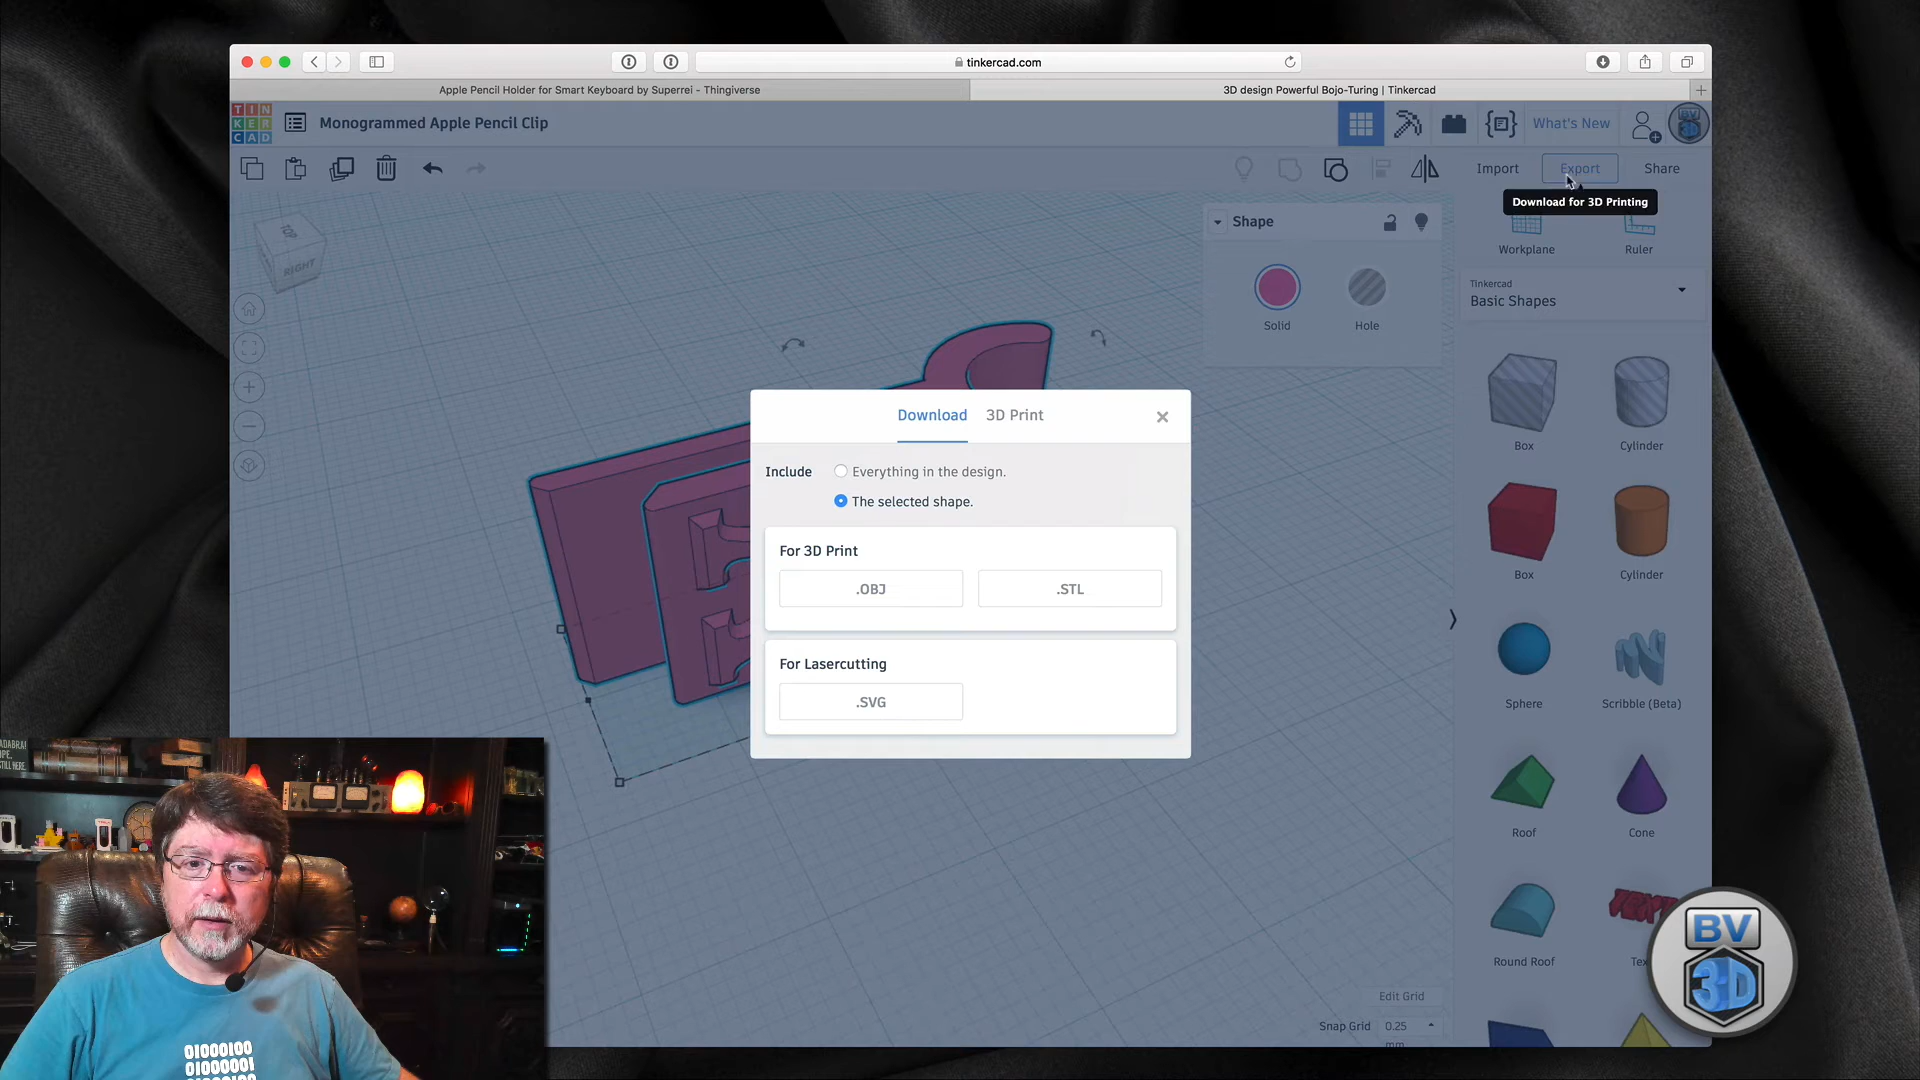 tinkercad.com
Apple Pencil Holder for Smart Keyboard by Superrei - Thingiverse
3D design Powerful Bojo-Turing | Tinkercad
TIN
KER
CAD
Monogrammed Apple Pencil Clip
What's New
Import
Export
Share
Download for 3D Printing
Workplane
Ruler
Shape
Solid
Hole
RIGHT
Tinkercad
Basic Shapes
Box
Cylinder
Box
Cylinder
Sphere
Scribble (Beta)
Roof
Cone
Round Roof
TEXT
Download
3D Print
Include
Everything in the design.
The selected shape.
For 3D Print
.OBJ
.STL
For Lasercutting
.SVG
Edit Grid
Snap Grid
0.25
mm
BV
3D
01000100
01000001